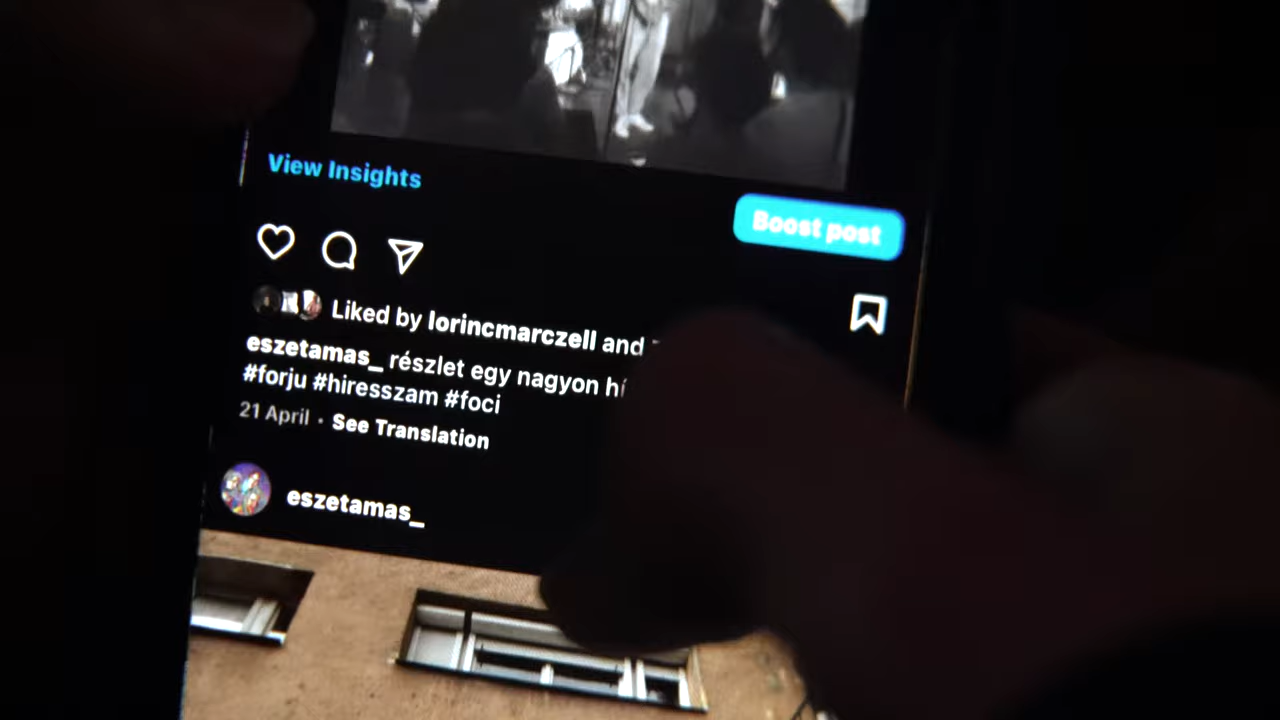 View Insights
Boost post
Liked by lorincmarczell and
eszetamas_ részlet egy nagyon
#forju #hiresszam #foci
21 April · See Translation
eszetamas_